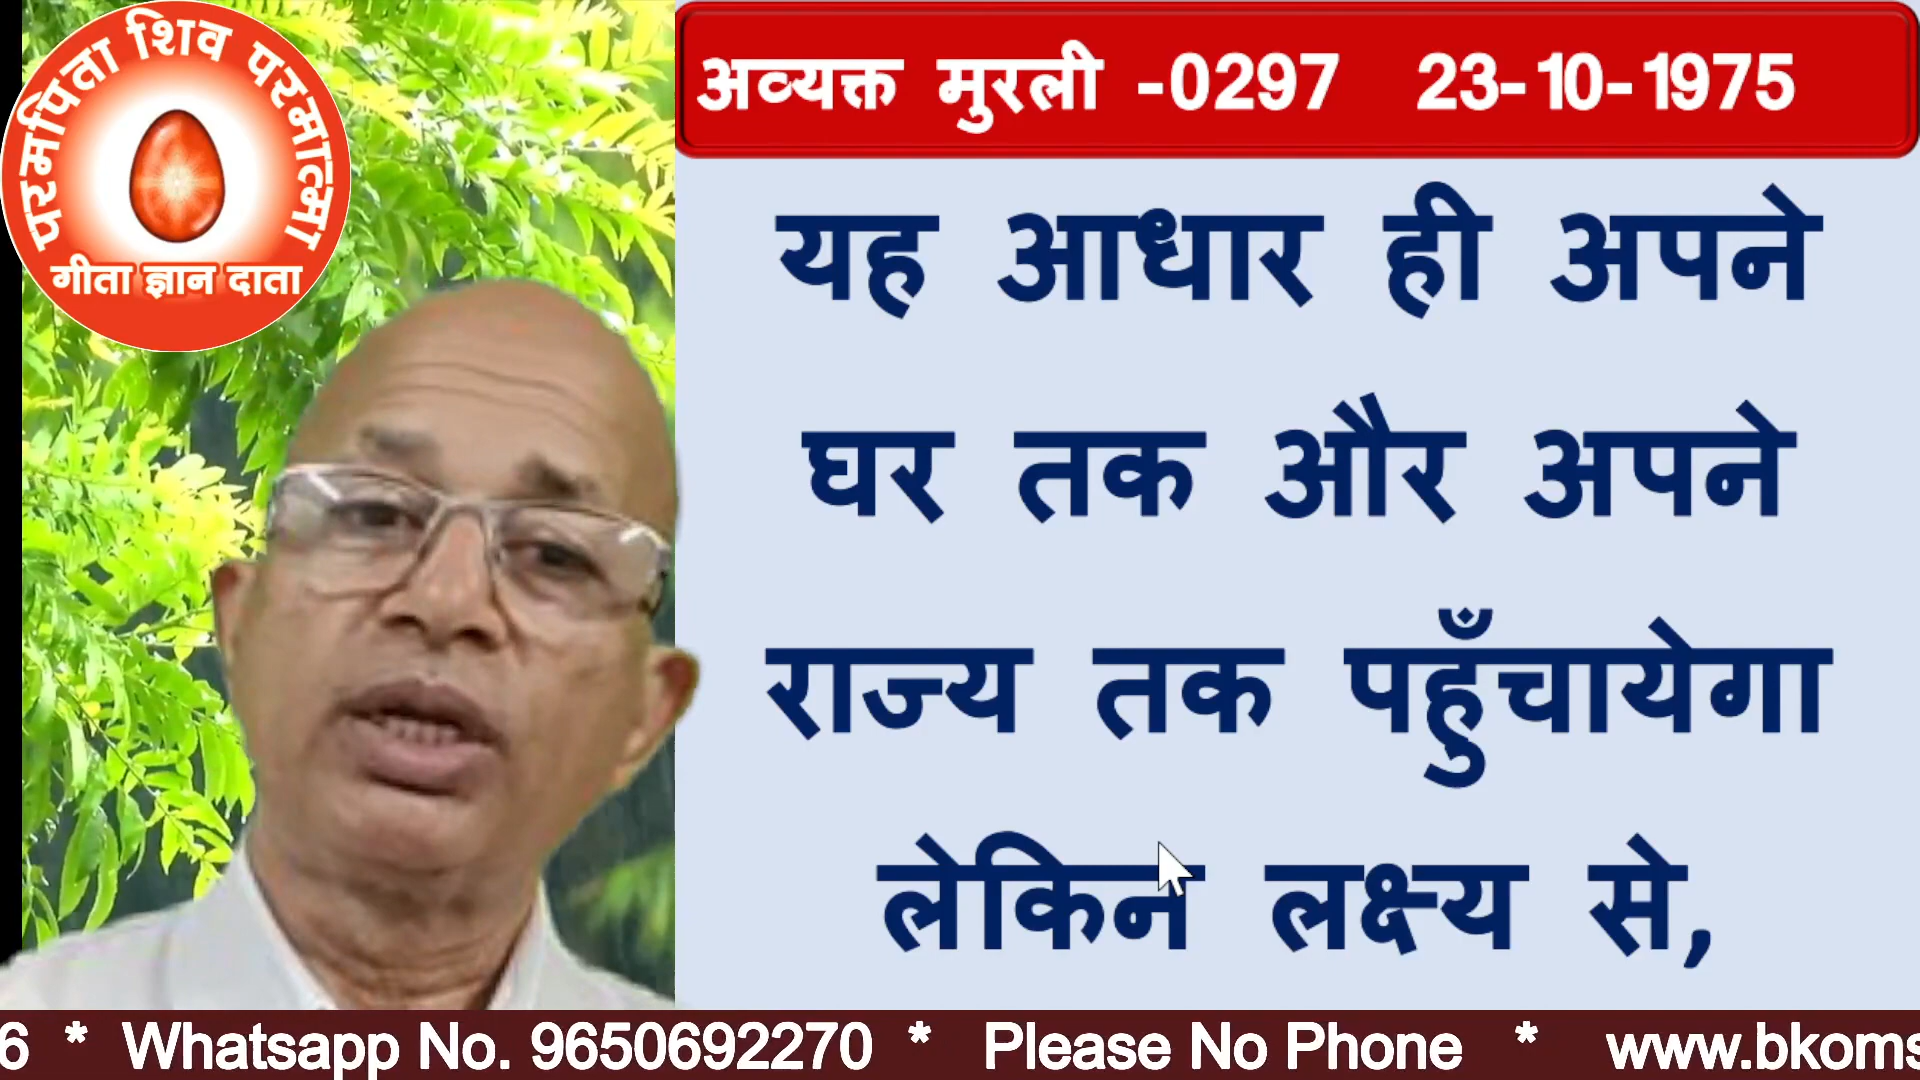 परमपिता शिव परमात्मा
गीता ज्ञान दाता
अव्यक्त मुरली -0297 23-10-1975
यह आधार ही अपने
घर तक और अपने
राज्य तक पहुँचायेगा
लेकिन लक्ष्य से,
6 * Whatsapp No. 9650692270 * Please No Phone * www.bkoms